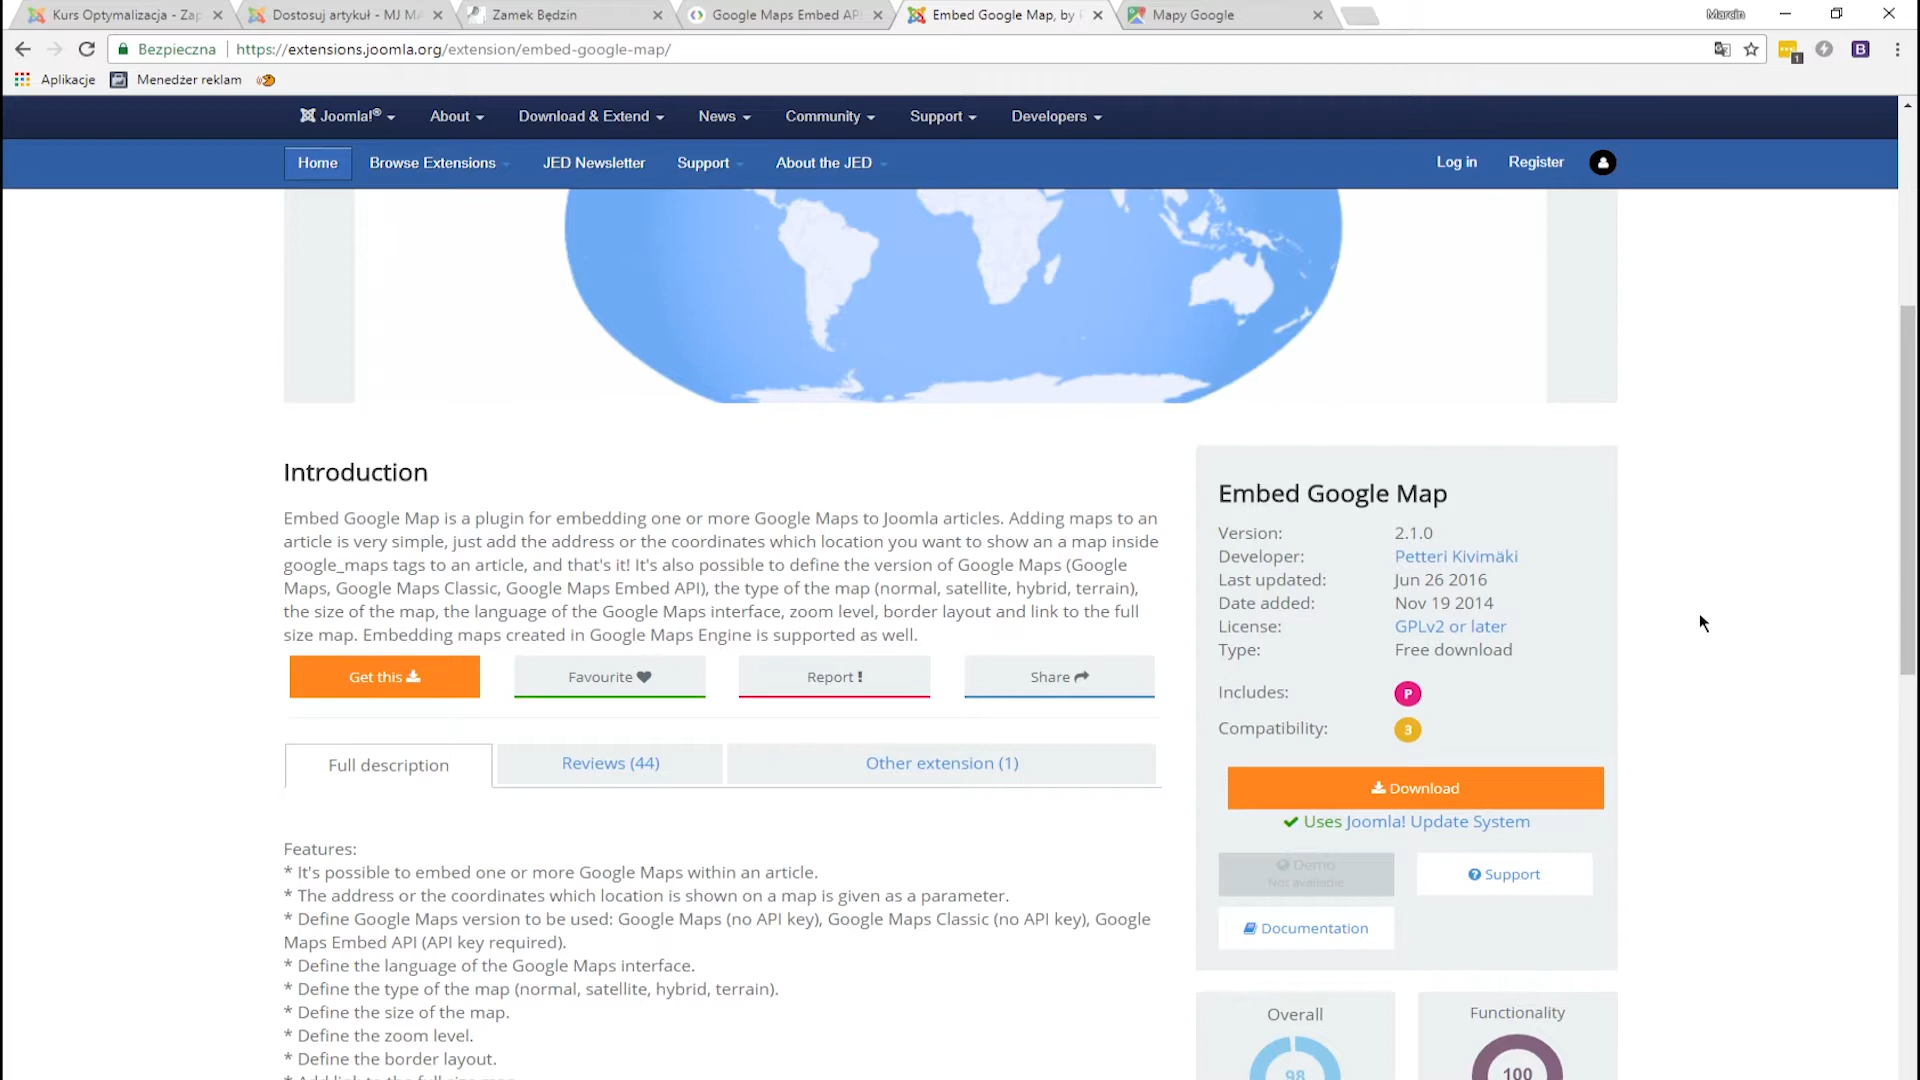 Kurs Optymalizacja - Zap
Dostosuj artykuł - MJ MA
Zamek Będzin
Google Maps Embed API
Embed Google Map, by
Mapy Google
Marcin
Bezpieczna
https://extensions.joomla.org/extension/embed-google-map/
1
B
Aplikacje
Menedżer reklam
Joomla!®
About
Download & Extend
News
Community
Support
Developers
Home
Browse Extensions
JED Newsletter
Support
About the JED
Log in
Register
Introduction
Embed Google Map is a plugin for embedding one or more Google Maps to Joomla articles. Adding maps to an
article is very simple, just add the address or the coordinates which location you want to show an a map inside
google_maps tags to an article, and that's it! It's also possible to define the version of Google Maps (Google
Maps, Google Maps Classic, Google Maps Embed API), the type of the map (normal, satellite, hybrid, terrain),
the size of the map, the language of the Google Maps interface, zoom level, border layout and link to the full
size map. Embedding maps created in Google Maps Engine is supported as well.
Get this
Favourite
Report !
Share
Full description
Reviews (44)
Other extension (1)
Features:
* It's possible to embed one or more Google Maps within an article.
* The address or the coordinates which location is shown on a map is given as a parameter.
* Define Google Maps version to be used: Google Maps (no API key), Google Maps Classic (no API key), Google
Maps Embed API (API key required).
* Define the language of the Google Maps interface.
* Define the type of the map (normal, satellite, hybrid, terrain).
* Define the size of the map.
* Define the zoom level.
* Define the border layout.
* Add link to the full size map.
Embed Google Map
Version: 2.1.0
Developer: Petteri Kivimäki
Last updated: Jun 26 2016
Date added: Nov 19 2014
License: GPLv2 or later
Type: Free download
Includes: P
Compatibility: 3
Download
Uses Joomla! Update System
Demo
Not available
Support
Documentation
Overall
98
Functionality
100